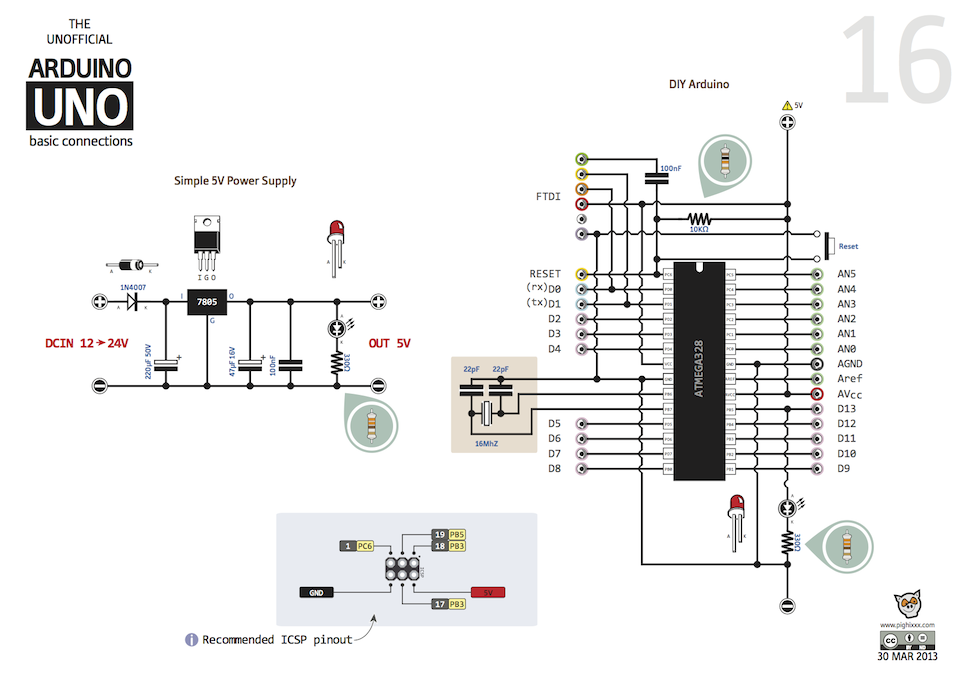 THE
UNOFFICIAL
ARDUINO
UNO
basic connections
16
DIY Arduino
5V
Simple 5V Power Supply
I G O
A K
1N4007
A K
I 7805 O
G
DCIN 12 → 24V
OUT 5V
220µF 50V
+
47µF 16V
+
100nF
A
K
330Ω
A K
FTDI
100nF
10KΩ
Reset
RESET
(rx) D0
(tx) D1
D2
D3
D4
D5
D6
D7
D8
ATMEGA328
AN5
AN4
AN3
AN2
AN1
AN0
AGND
Aref
AVcc
D13
D12
D11
D10
D9
22pF 22pF
16MhZ
A
K
330Ω
A K
19 PB5
1 PC6 18 PB3
ICSP
GND 5V
17 PB3
i Recommended ICSP pinout
www.pighixxx.com
cc BY ND
30 MAR 2013